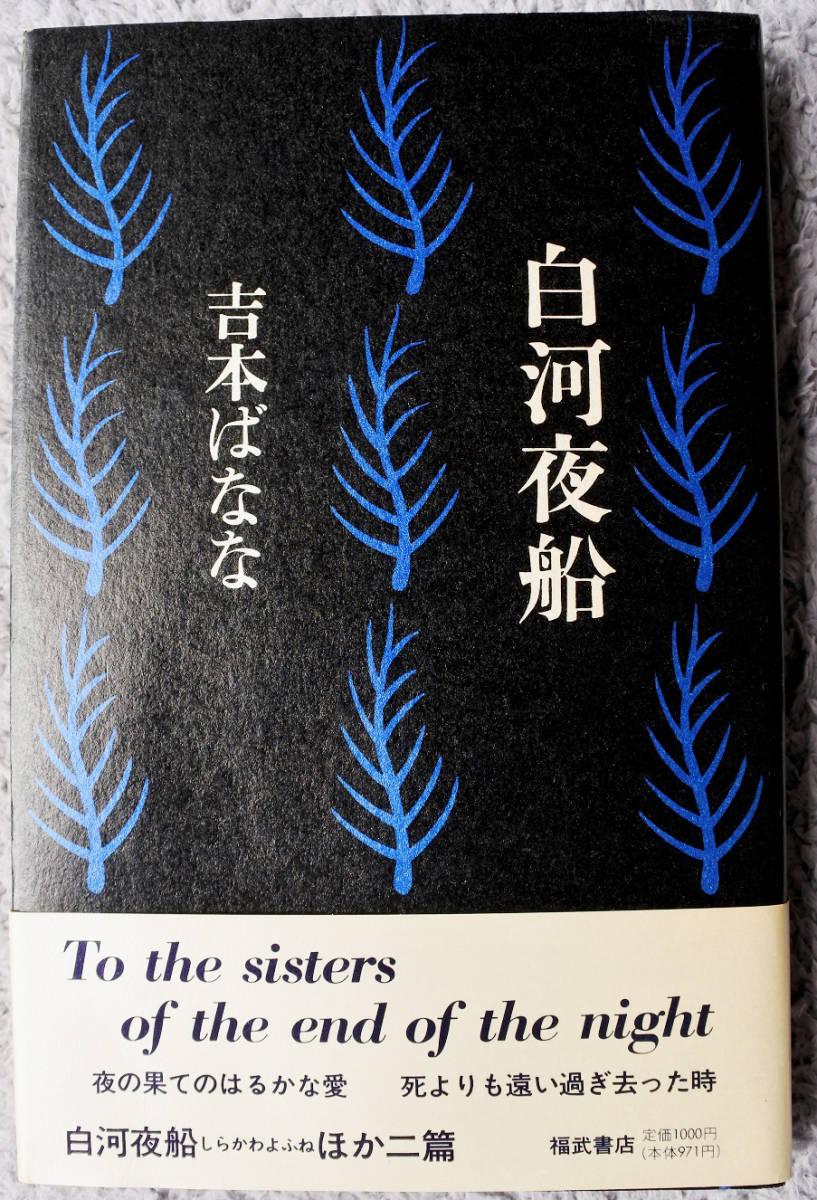 白河夜船
吉本ばなな
To the sisters
of the end of the night
夜の果てのはるかな愛　死よりも遠い過ぎ去った時
白河夜船しらかわよふねほか二篇
福武書店
定価1000円
(本体971円)